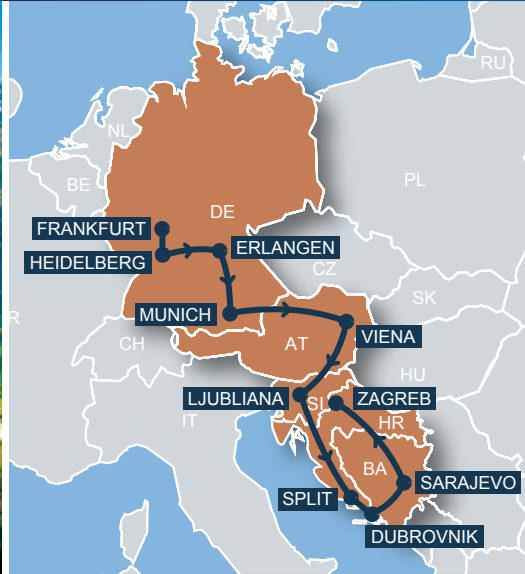 RU
NL
PL
BE
DE
FRANKFURT
ERLANGEN
HEIDELBERG
CZ
SK
MUNICH
R
VIENA
CH
AT
HU
LJUBLIANA
SI
ZAGREB
IT
HR
BA
SARAJEVO
SPLIT
DUBROVNIK